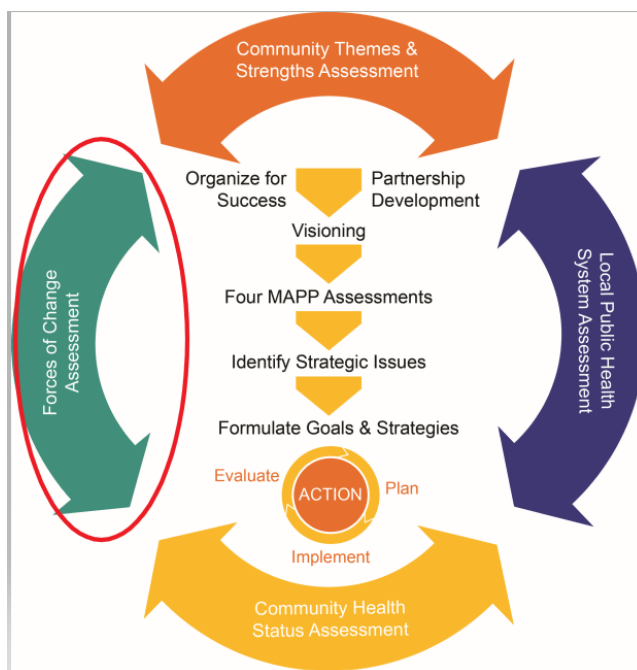 Community Themes &
Strengths Assessment
Organize for
Success
Partnership
Development
Visioning
Four MAPP Assessments
Identify Strategic Issues
Formulate Goals & Strategies
Evaluate
ACTION
Plan
Implement
Forces of Change
Assessment
Local Public Health
System Assessment
Community Health
Status Assessment